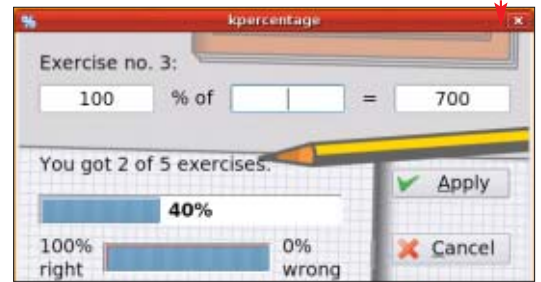 kpercentage
Exercise no. 3:
100 % of = 700
You got 2 of 5 exercises.
Apply
40%
100% right
0% wrong
Cancel